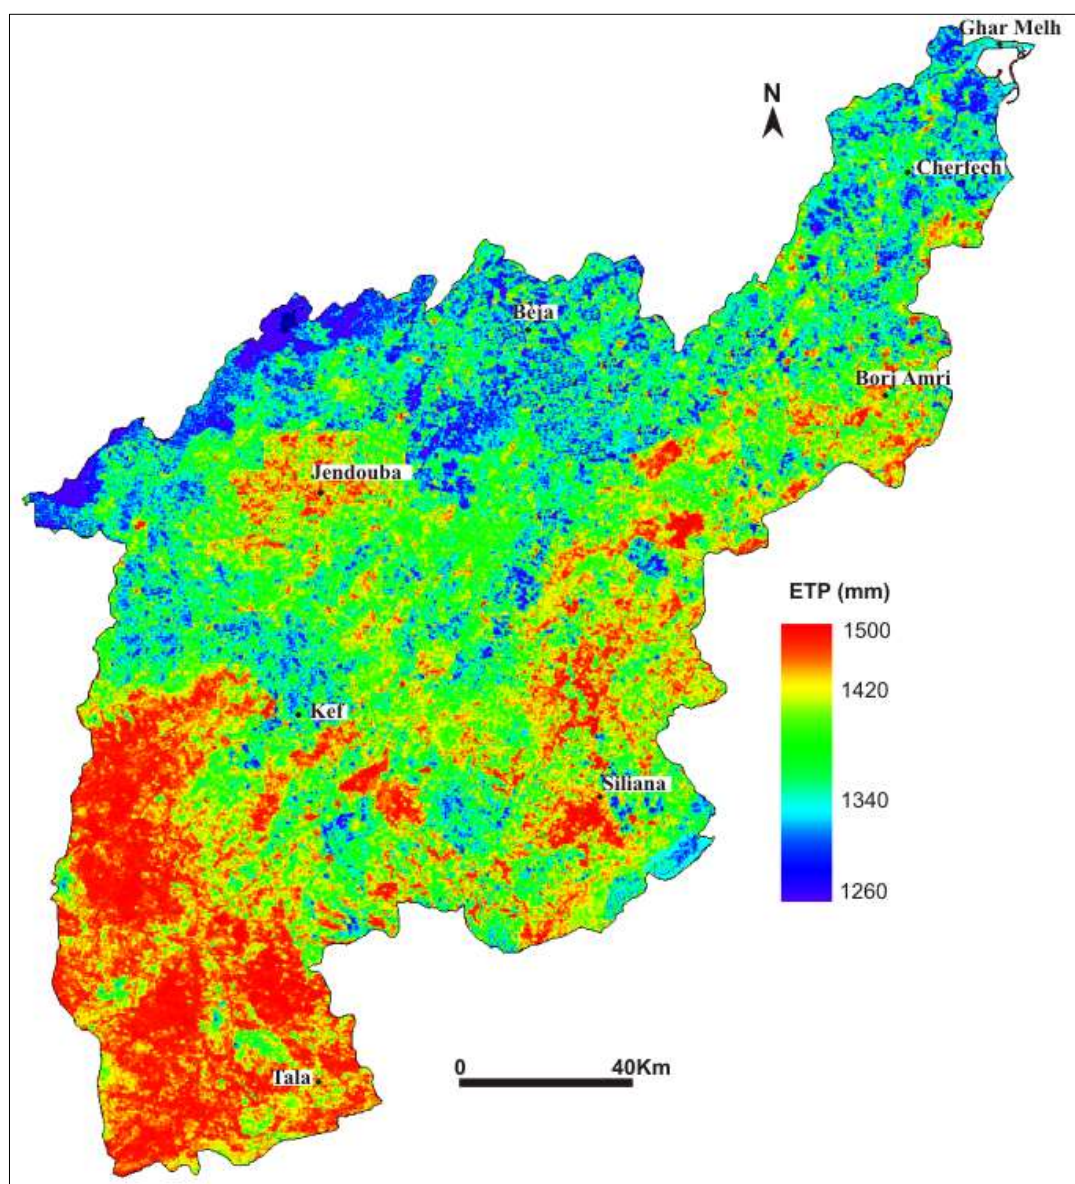 Ghar Melh
N
Cherfech
Béja
Borj Amri
Jendouba
ETP (mm)
1500
1420
Kef
Siliana
1340
1260
0 40Km
Tala